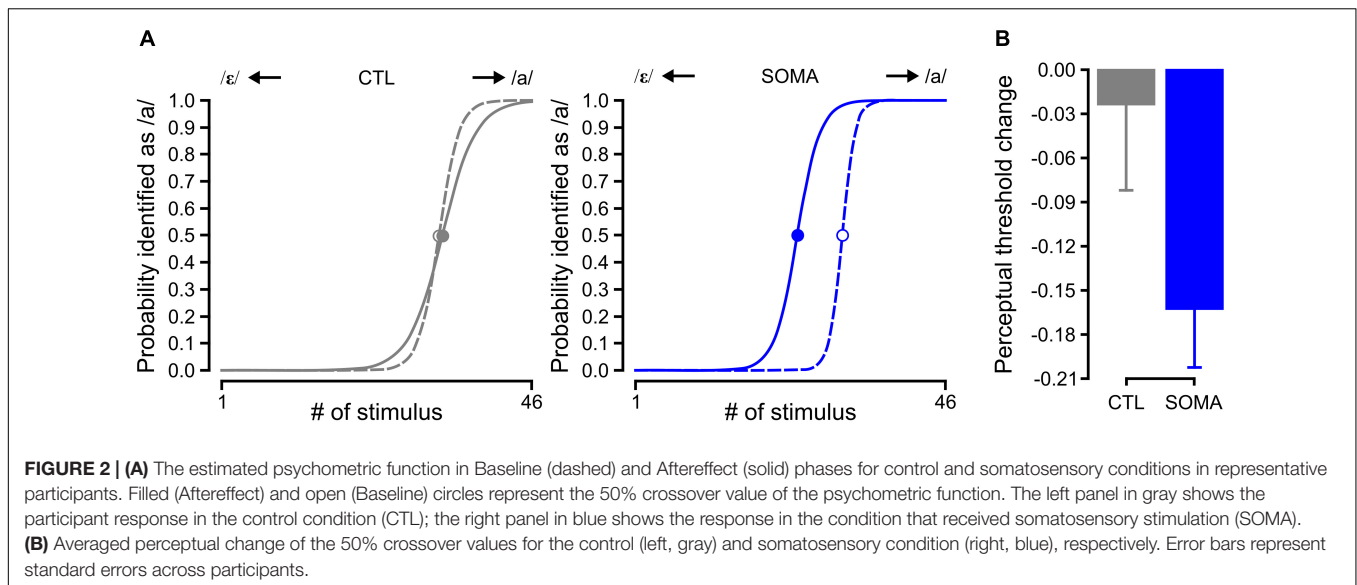 A
/ɛ/ CTL /a/
Probability identified as /a/
1.0
0.9
0.8
0.7
0.6
0.5
0.4
0.3
0.2
0.1
0.0
1 46
# of stimulus
/ɛ/ SOMA /a/
Probability identified as /a/
1.0
0.9
0.8
0.7
0.6
0.5
0.4
0.3
0.2
0.1
0.0
1 46
# of stimulus
B
Perceptual threshold change
0.00
-0.03
-0.06
-0.09
-0.12
-0.15
-0.18
-0.21
CTL SOMA
FIGURE 2 | (A) The estimated psychometric function in Baseline (dashed) and Aftereffect (solid) phases for control and somatosensory conditions in representative
participants. Filled (Aftereffect) and open (Baseline) circles represent the 50% crossover value of the psychometric function. The left panel in gray shows the
participant response in the control condition (CTL); the right panel in blue shows the response in the condition that received somatosensory stimulation (SOMA).
(B) Averaged perceptual change of the 50% crossover values for the control (left, gray) and somatosensory condition (right, blue), respectively. Error bars represent
standard errors across participants.